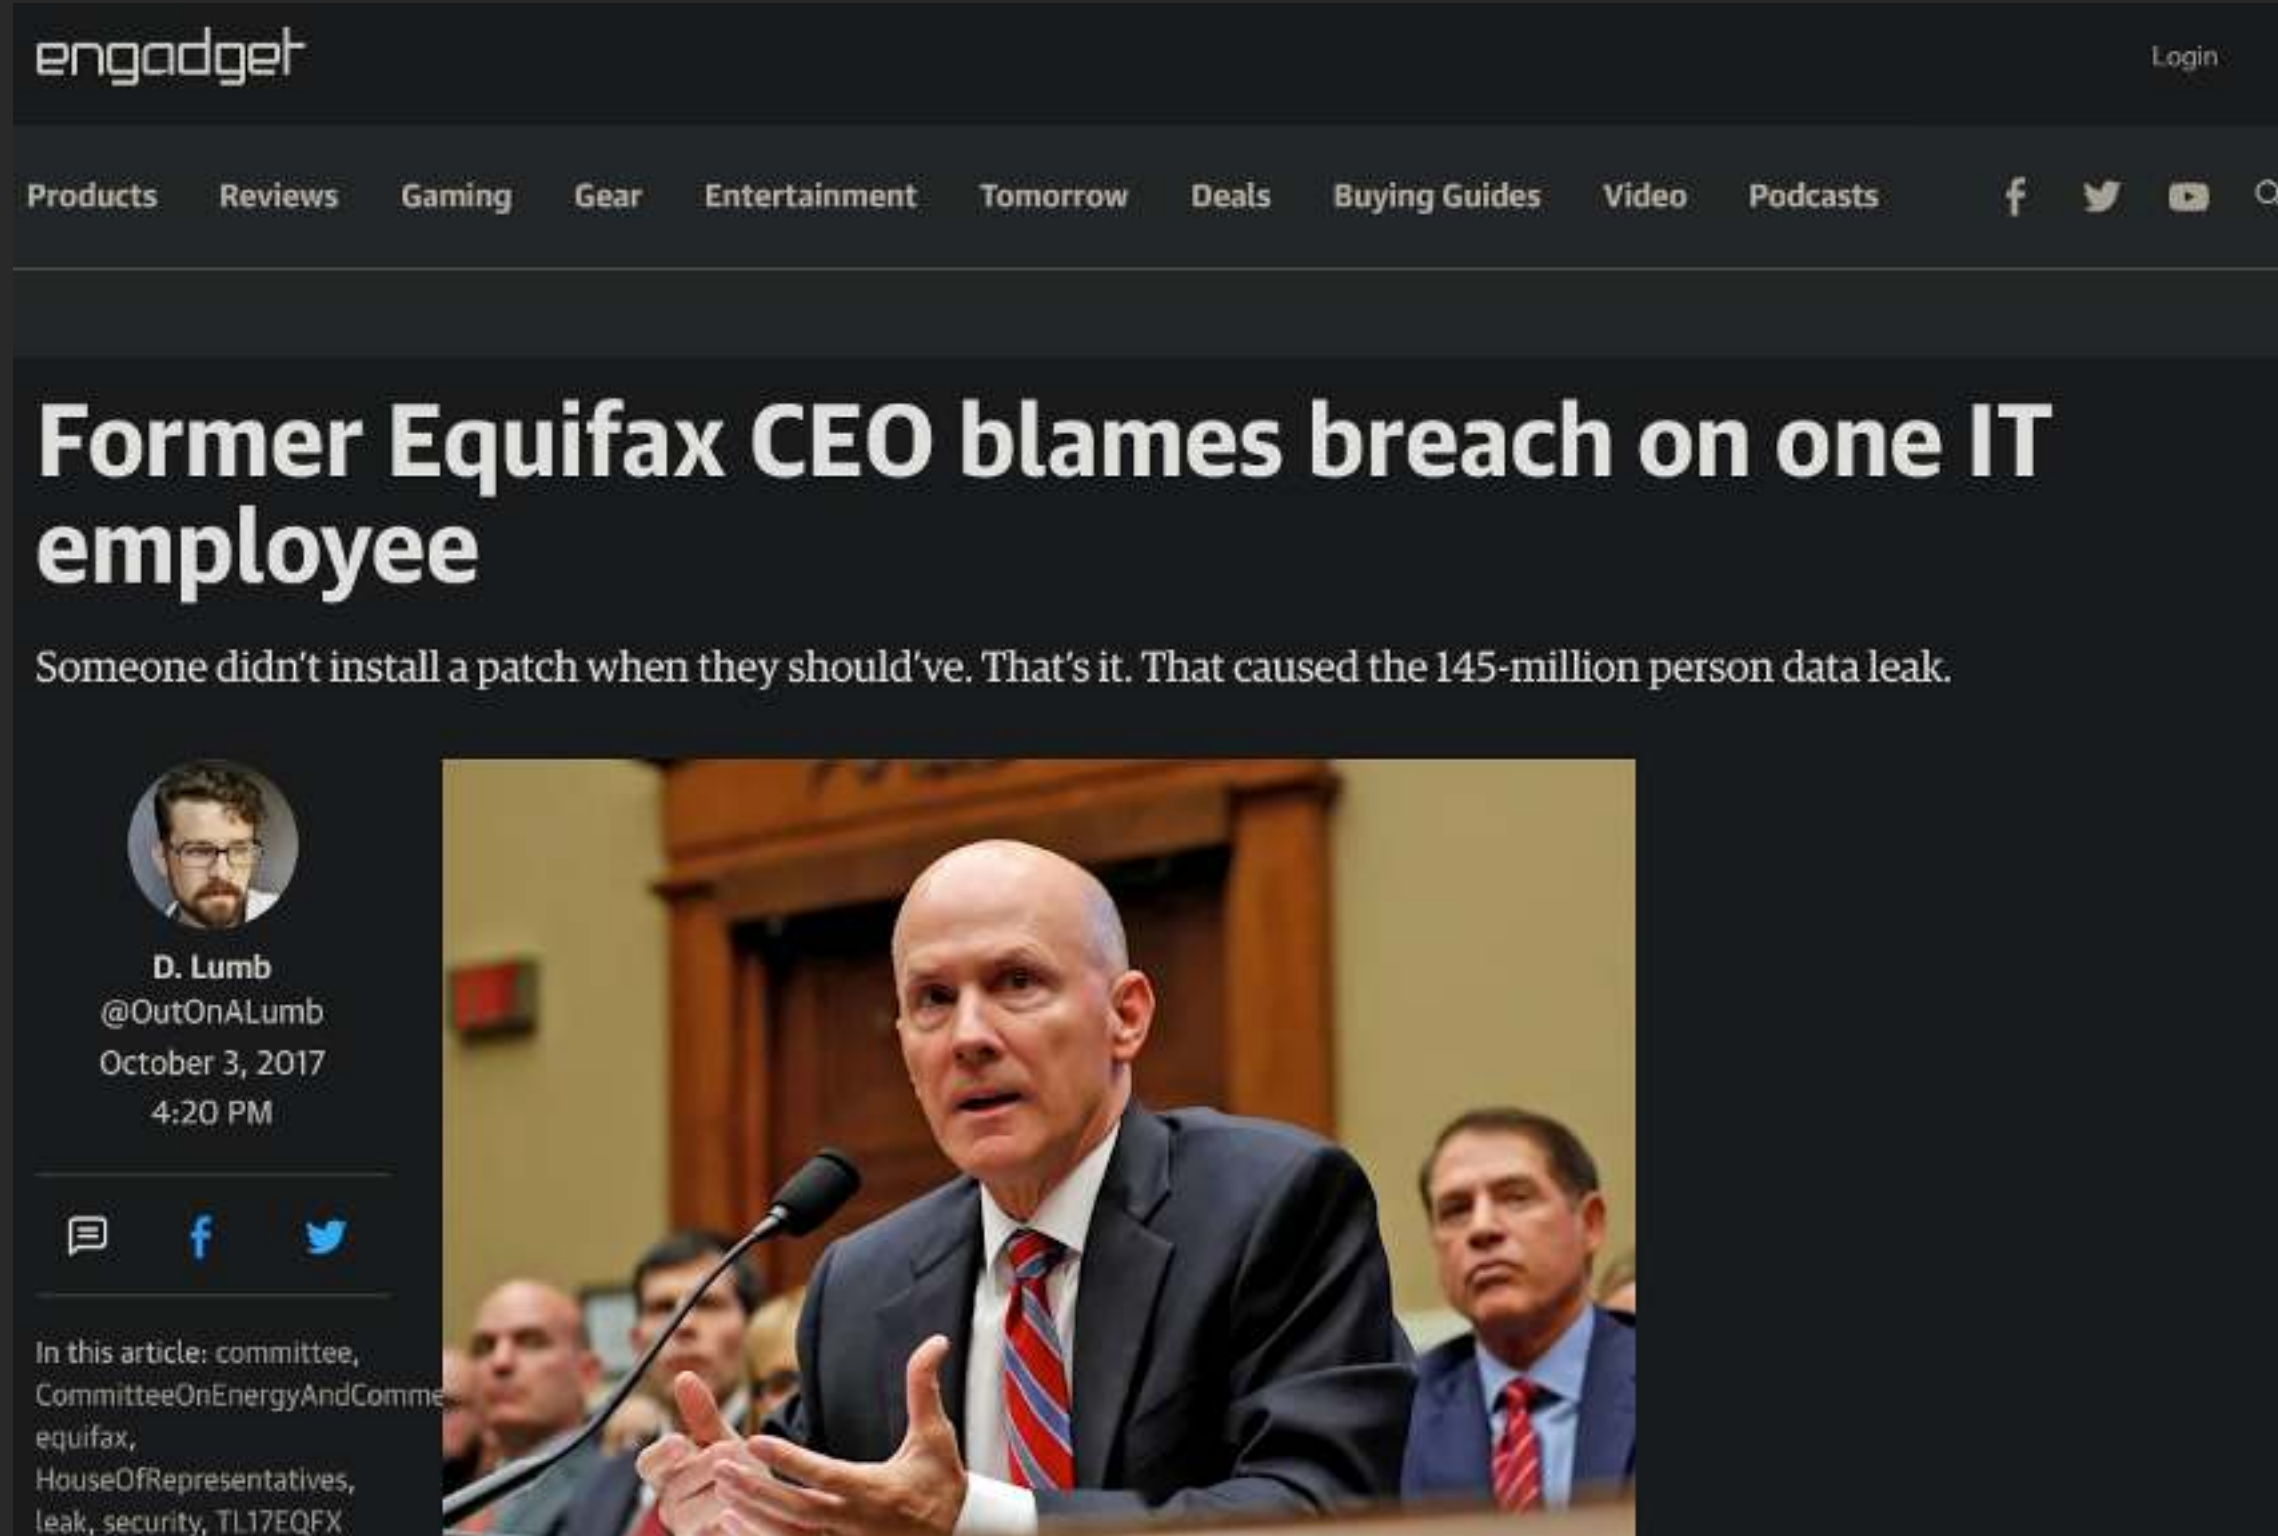 engadget
Login
Products Reviews Gaming Gear Entertainment Tomorrow Deals Buying Guides Video Podcasts
Former Equifax CEO blames breach on one IT
employee
Someone didn't install a patch when they should've. That's it. That caused the 145-million person data leak.
D. Lumb
@OutOnALumb
October 3, 2017
4:20 PM
In this article: committee,
CommitteeOnEnergyAndComme
equifax,
HouseOfRepresentatives,
leak, security, TL17EQFX